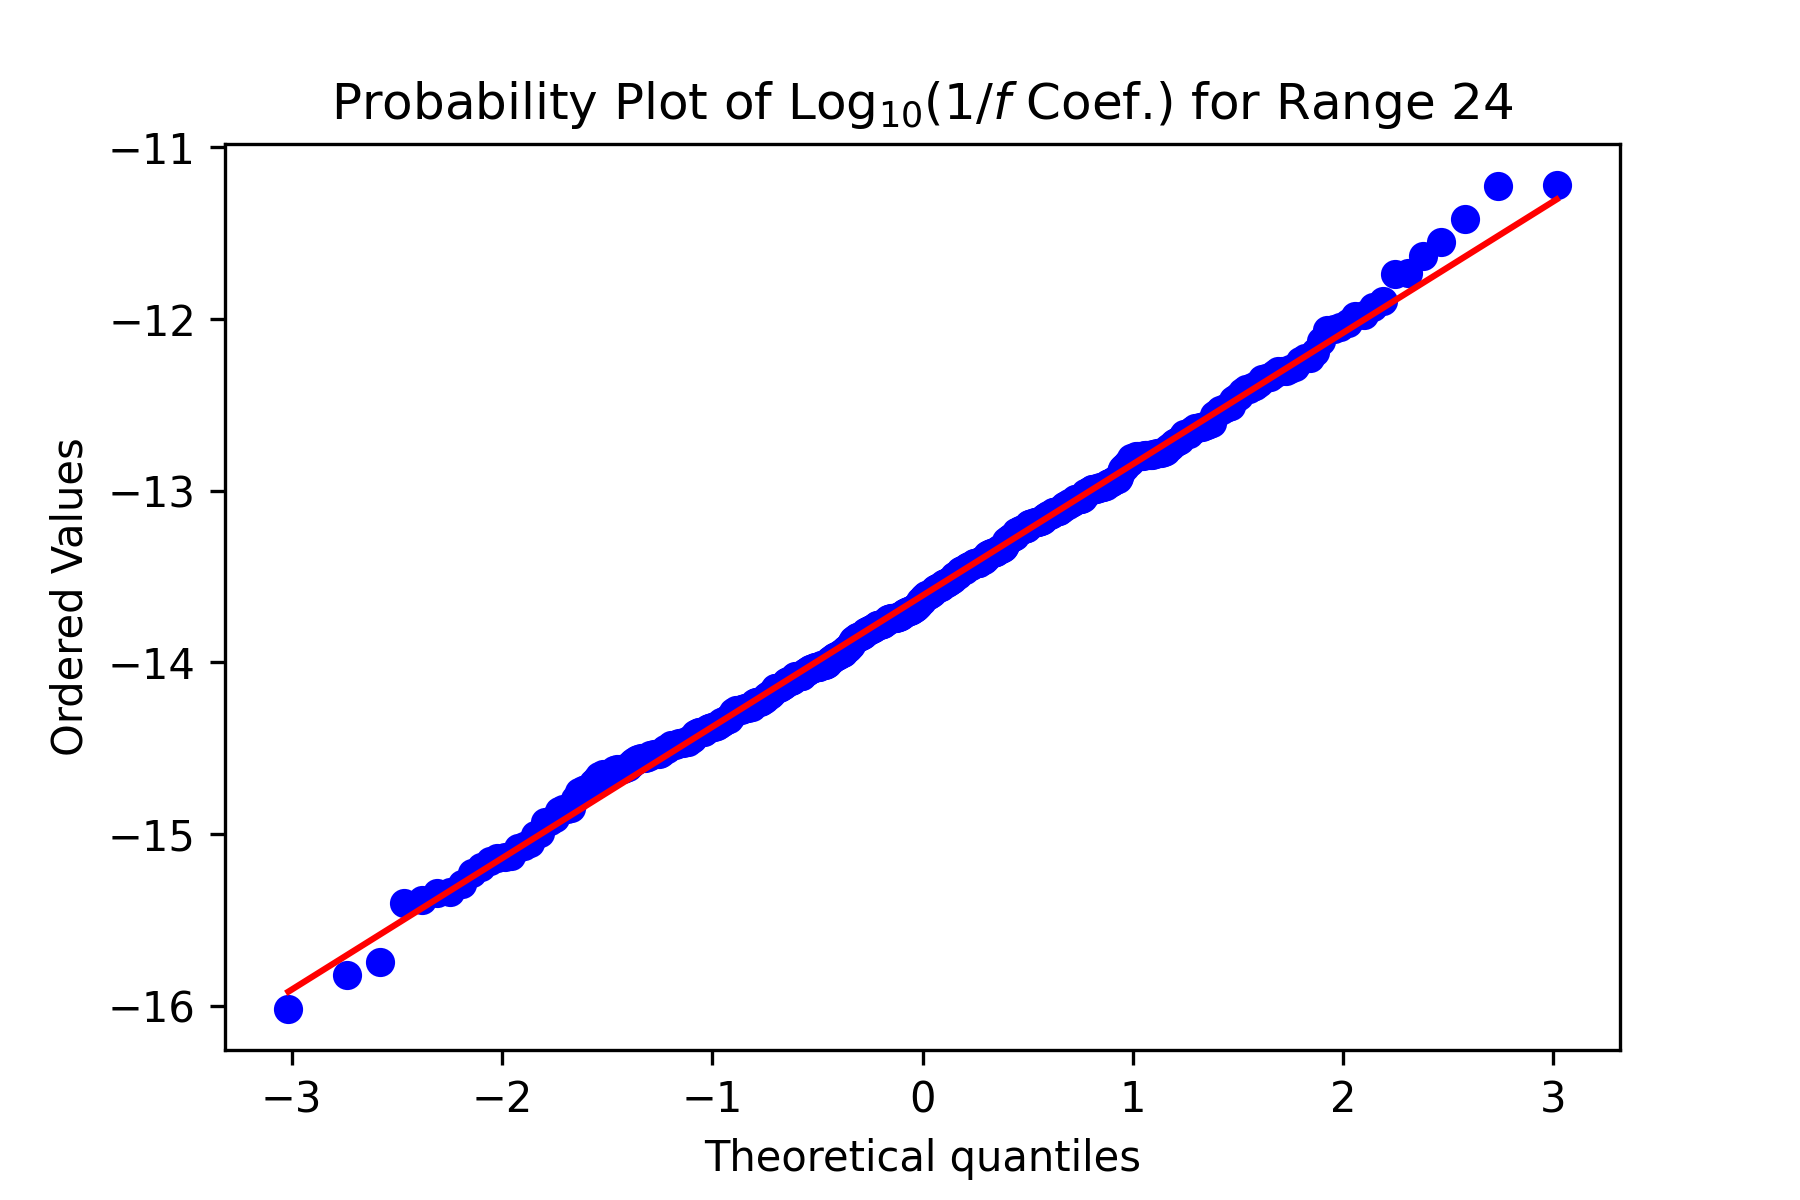 Probability Plot of Log₁₀(1/f Coef.) for Range 24
−11
−12
−13
−14
−15
−16
Ordered Values
−3 −2 −1 0 1 2 3
Theoretical quantiles